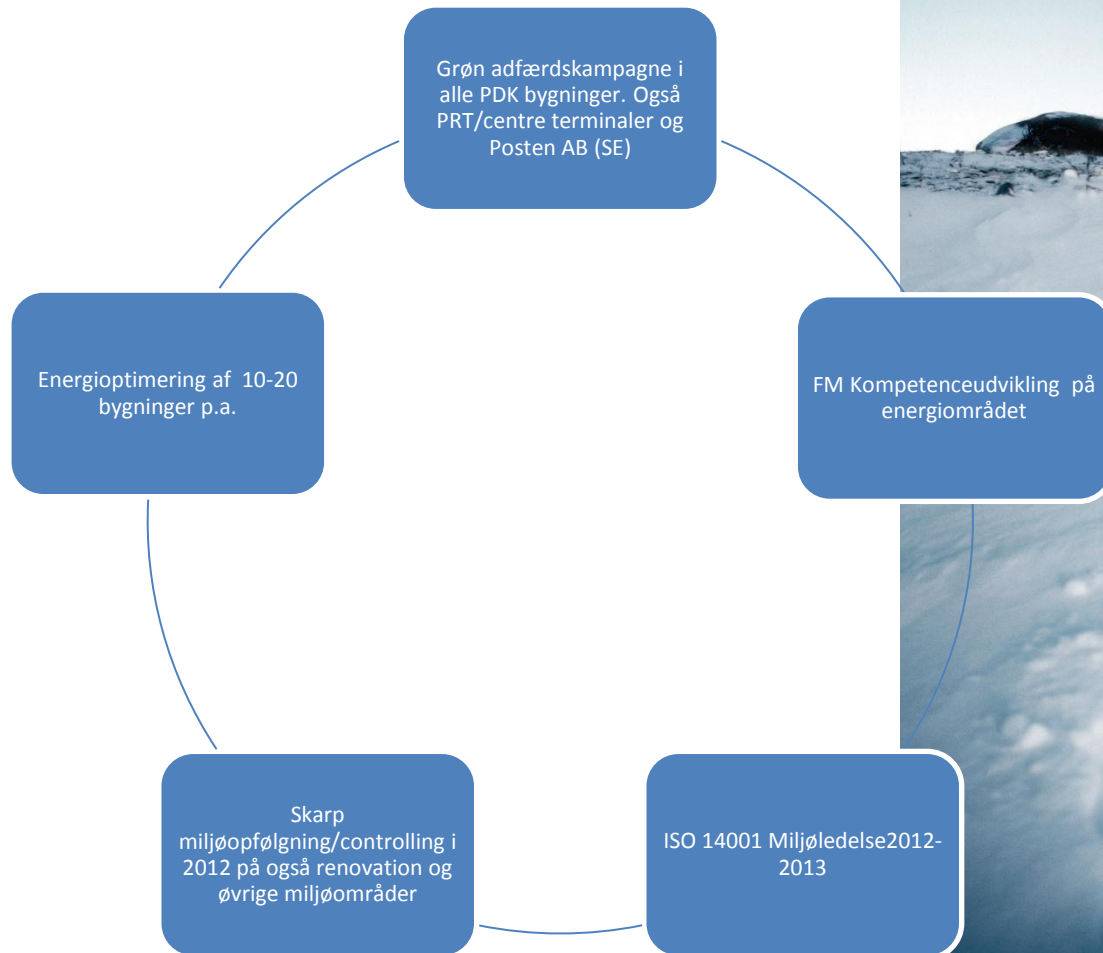 Grøn adfærdskampagne i
alle PDK bygninger. Også
PRT/centre terminaler og
Posten AB (SE)
Energioptimering af  10-20
bygninger p.a.
FM Kompetenceudvikling  på
energiområdet
Skarp
miljøopfølgning/controlling i
2012 på også renovation og
øvrige miljøområder
ISO 14001 Miljøledelse2012-
2013